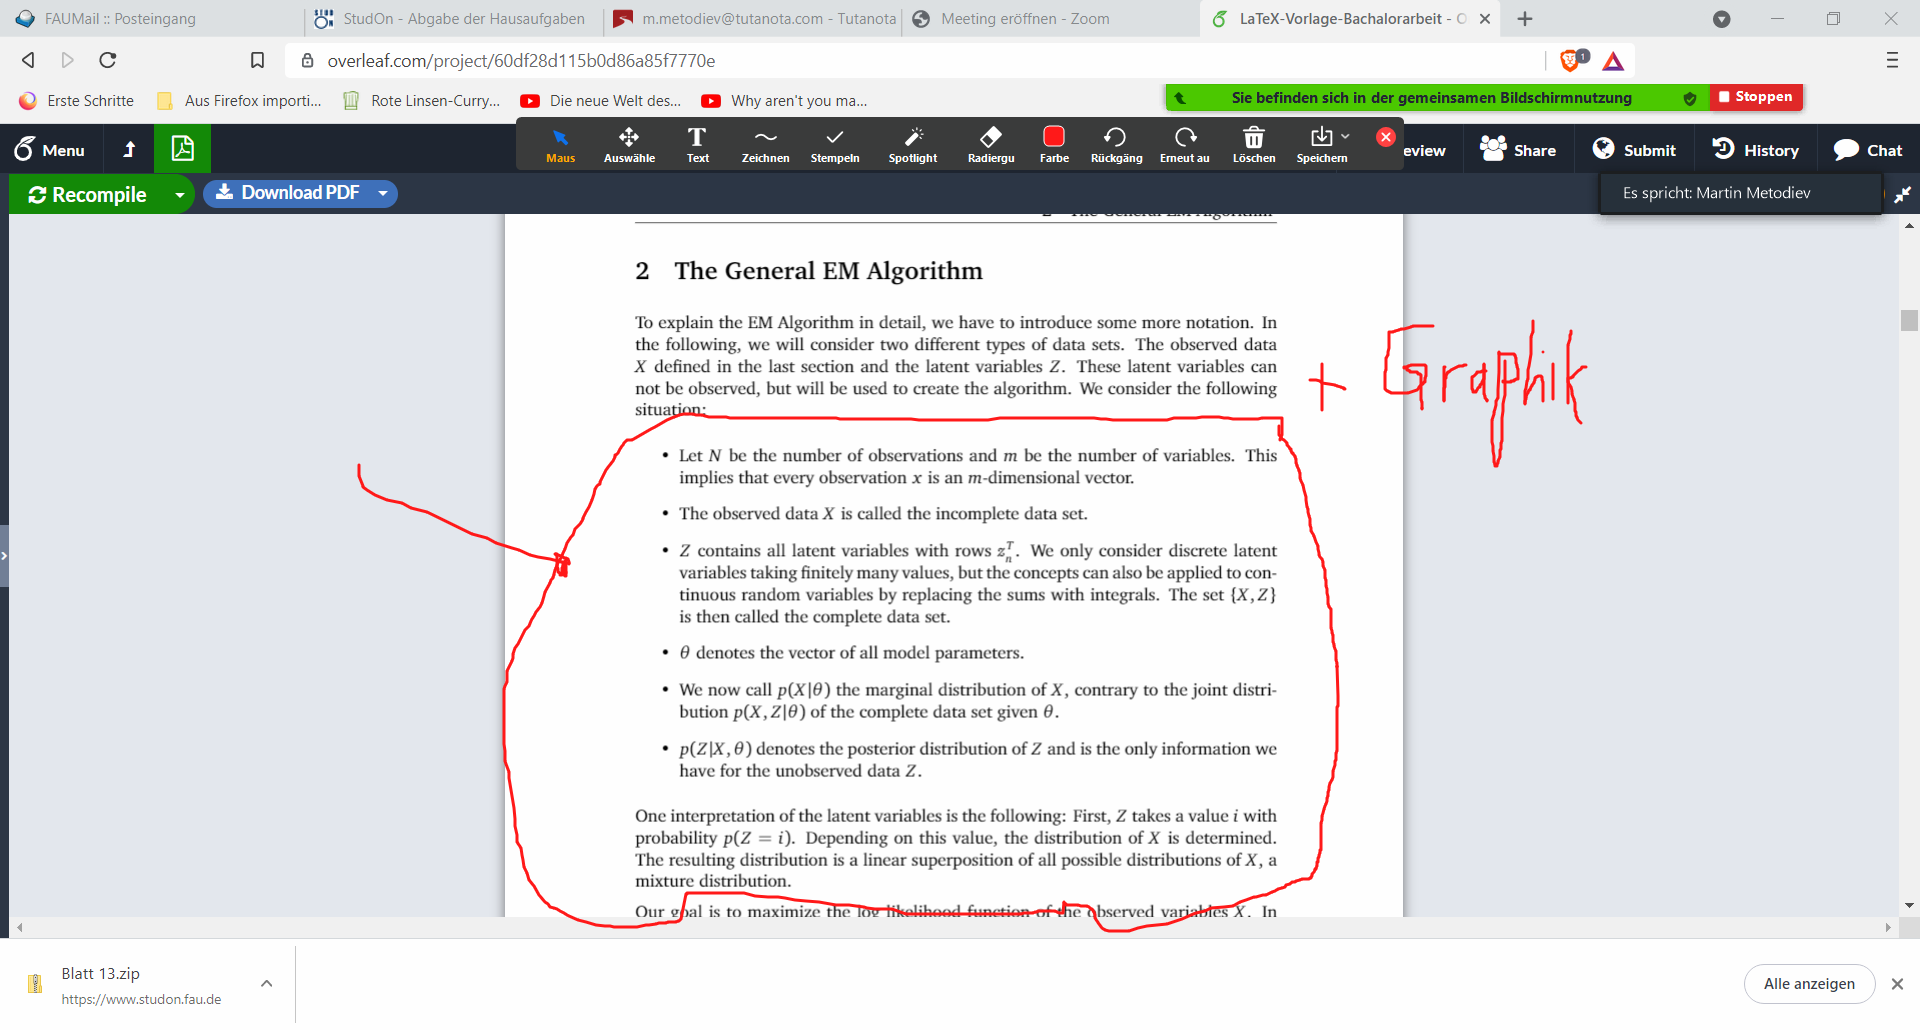 FAUMail :: Posteingang
StudOn - Abgabe der Hausaufgaben
m.metodiev@tutanota.com - Tutanota
Meeting eröffnen - Zoom
LaTeX-Vorlage-Bachalorarbeit - O
overleaf.com/project/60df28d115b0d86a85f7770e
1
Erste Schritte
Aus Firefox importi...
Rote Linsen-Curry...
Die neue Welt des...
Why aren't you ma...
Sie befinden sich in der gemeinsamen Bildschirmnutzung
Stoppen
Menu
Maus
Auswähle
Text
Zeichnen
Stempeln
Spotlight
Radiergu
Farbe
Rückgäng
Erneut au
Löschen
Speichern
eview
Share
Submit
History
Chat
Recompile
Download PDF
Es spricht: Martin Metodiev
2 The General EM Algorithm
2 The General EM Algorithm
To explain the EM Algorithm in detail, we have to introduce some more notation. In
the following, we will consider two different types of data sets. The observed data
X defined in the last section and the latent variables Z. These latent variables can
not be observed, but will be used to create the algorithm. We consider the following
situation:
+ Graphik
• Let N be the number of observations and m be the number of variables. This
implies that every observation x is an m-dimensional vector.
• The observed data X is called the incomplete data set.
• Z contains all latent variables with rows zₙᵀ. We only consider discrete latent
variables taking finitely many values, but the concepts can also be applied to con-
tinuous random variables by replacing the sums with integrals. The set {X, Z}
is then called the complete data set.
• θ denotes the vector of all model parameters.
• We now call p(X|θ) the marginal distribution of X, contrary to the joint distri-
bution p(X, Z|θ) of the complete data set given θ.
• p(Z|X, θ) denotes the posterior distribution of Z and is the only information we
have for the unobserved data Z.
One interpretation of the latent variables is the following: First, Z takes a value i with
probability p(Z = i). Depending on this value, the distribution of X is determined.
The resulting distribution is a linear superposition of all possible distributions of X, a
mixture distribution.
Our goal is to maximize the log likelihood function of the observed variables X. In
Blatt 13.zip
https://www.studon.fau.de
Alle anzeigen